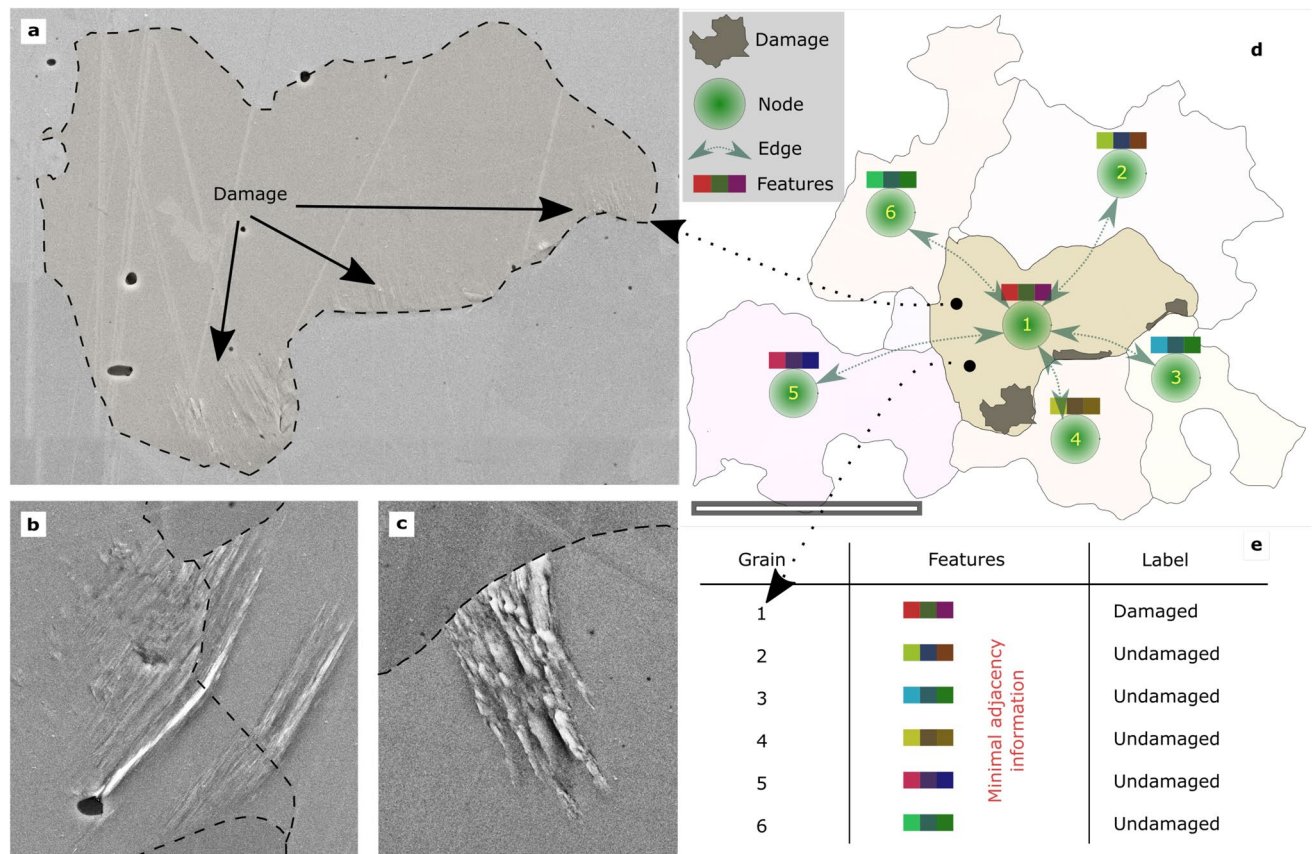 a
Damage
b
c
Damage
Node
Edge
Features
d
1
2
3
4
5
6
e
Grain Features Label
1 Damaged
2 Undamaged
3 Undamaged
4 Undamaged
5 Undamaged
6 Undamaged
Minimal adjacency
information